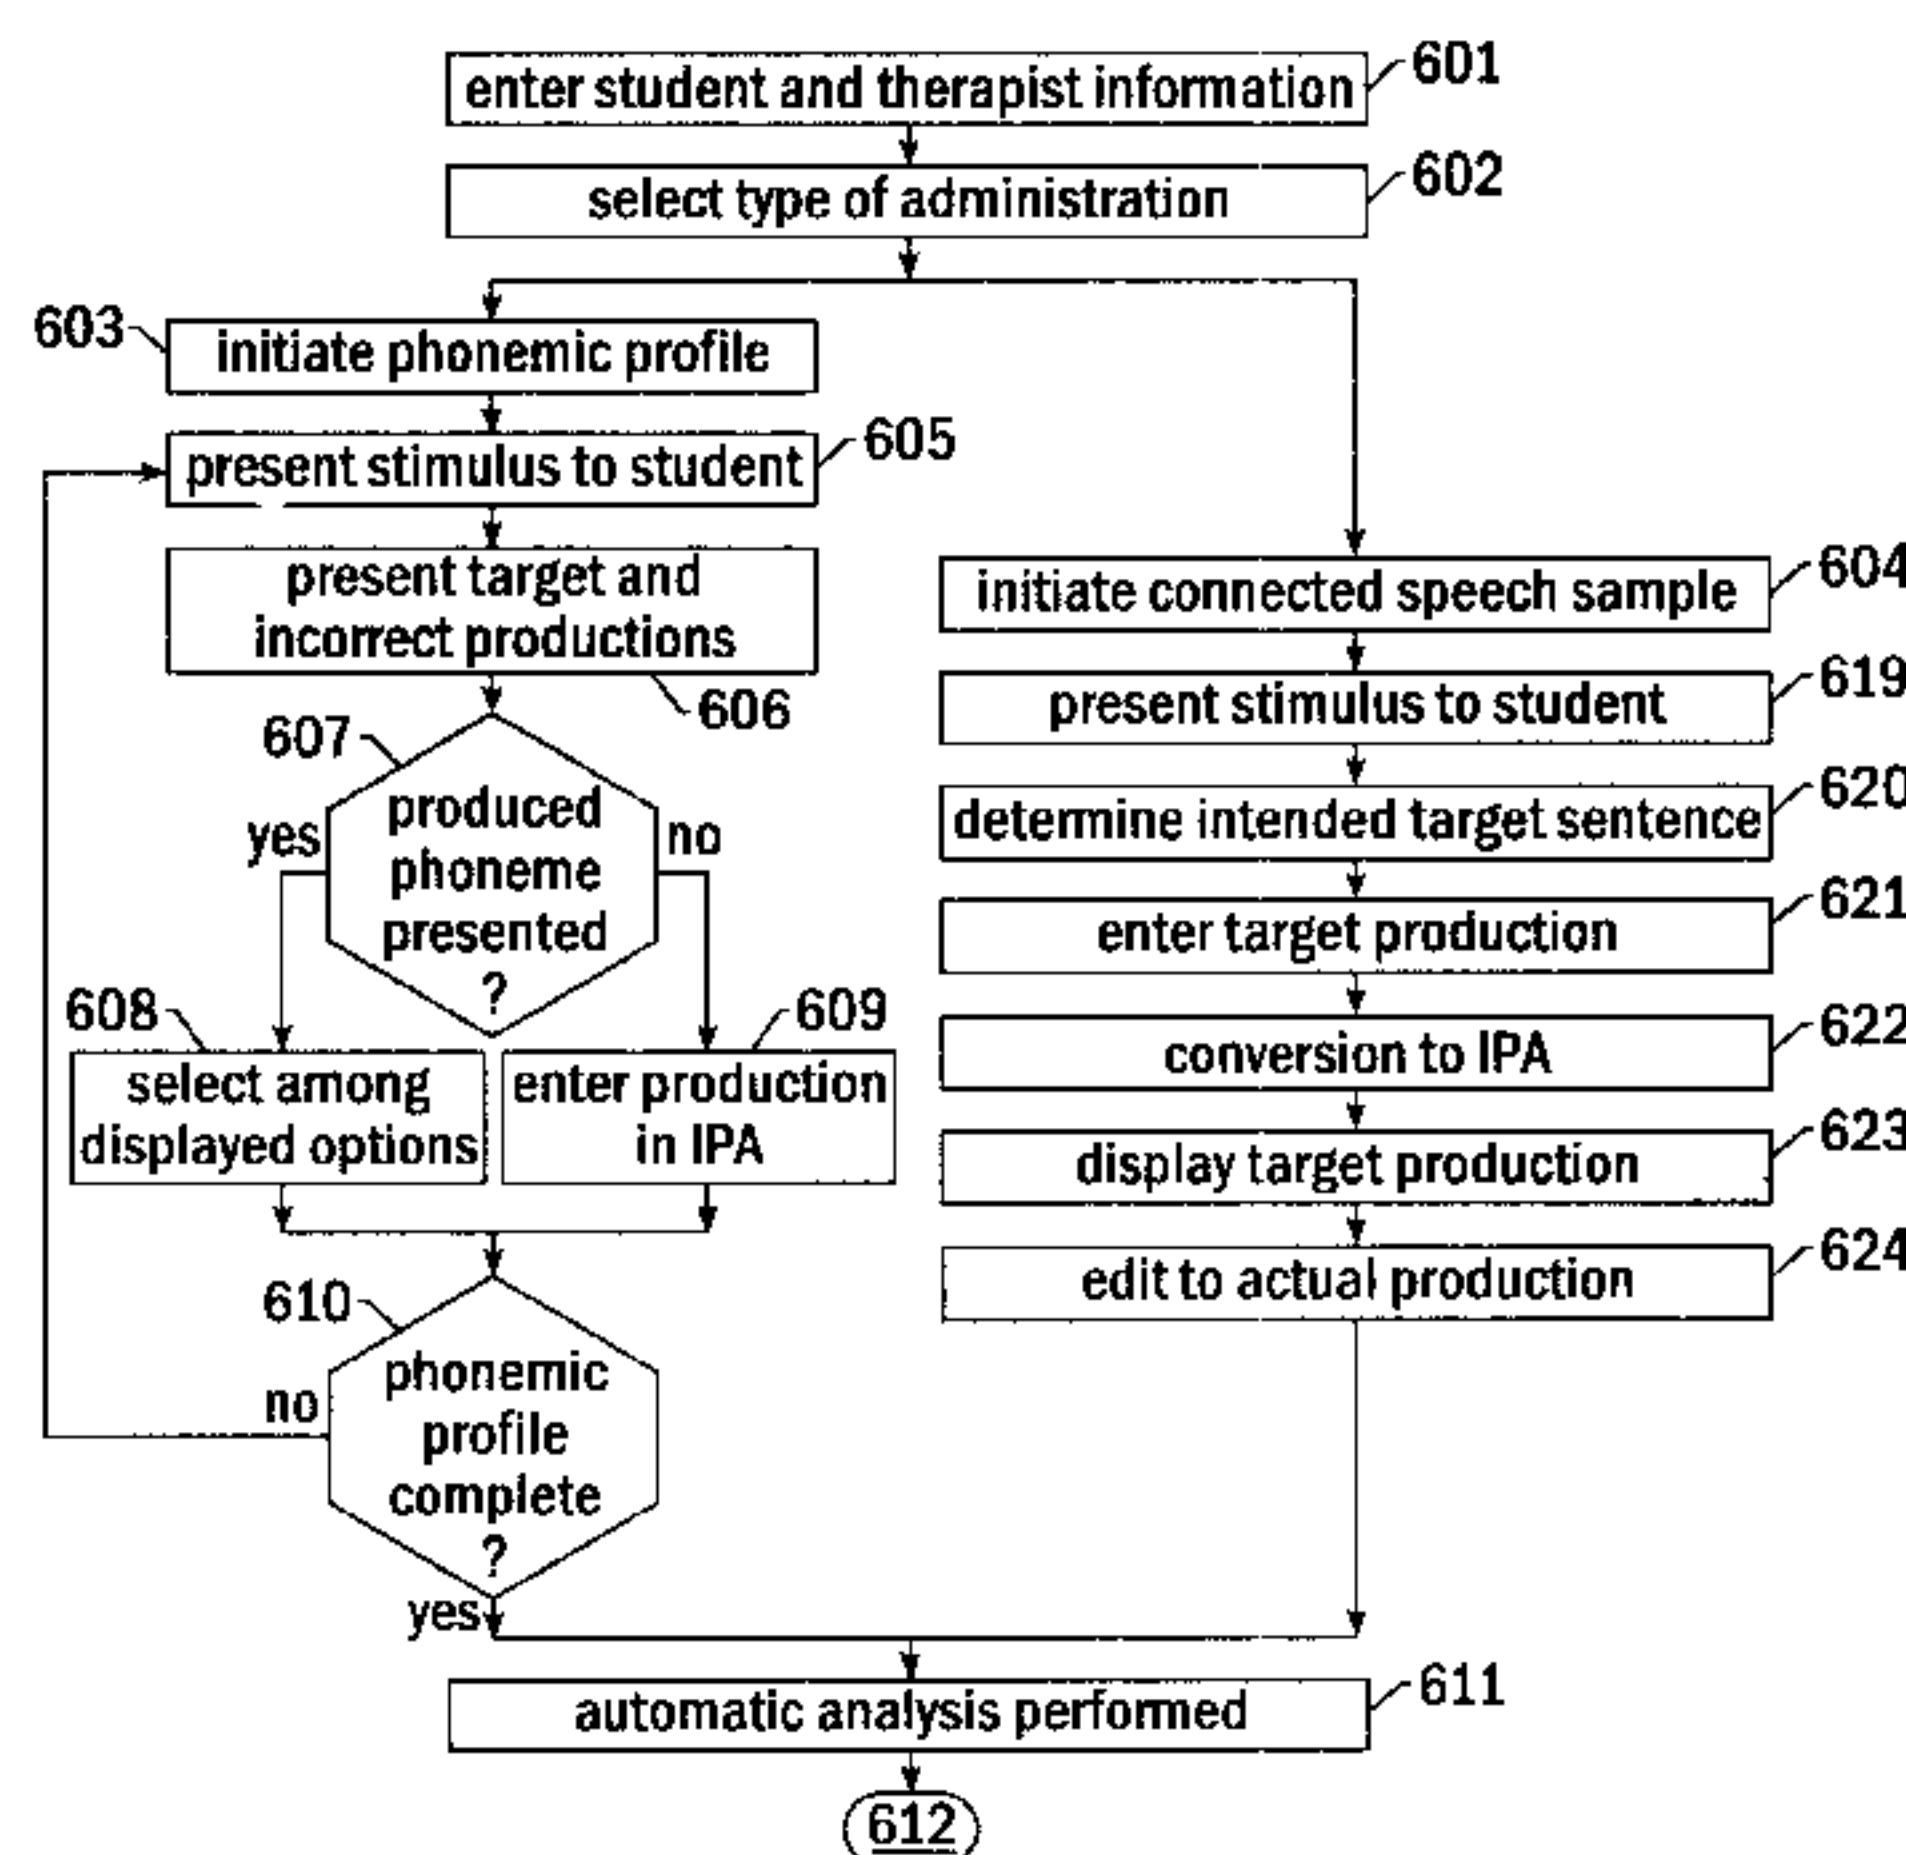 enter student and therapist information
601
select type of administration
602
603
initiate phonemic profile
present stimulus to student
605
present target and
incorrect productions
606
607
produced
phoneme
presented
?
yes
no
608
select among
displayed options
609
enter production
in IPA
610
phonemic
profile
complete
?
no
yes
initiate connected speech sample
604
present stimulus to student
619
determine intended target sentence
620
enter target production
621
conversion to IPA
622
display target production
623
edit to actual production
624
automatic analysis performed
611
612